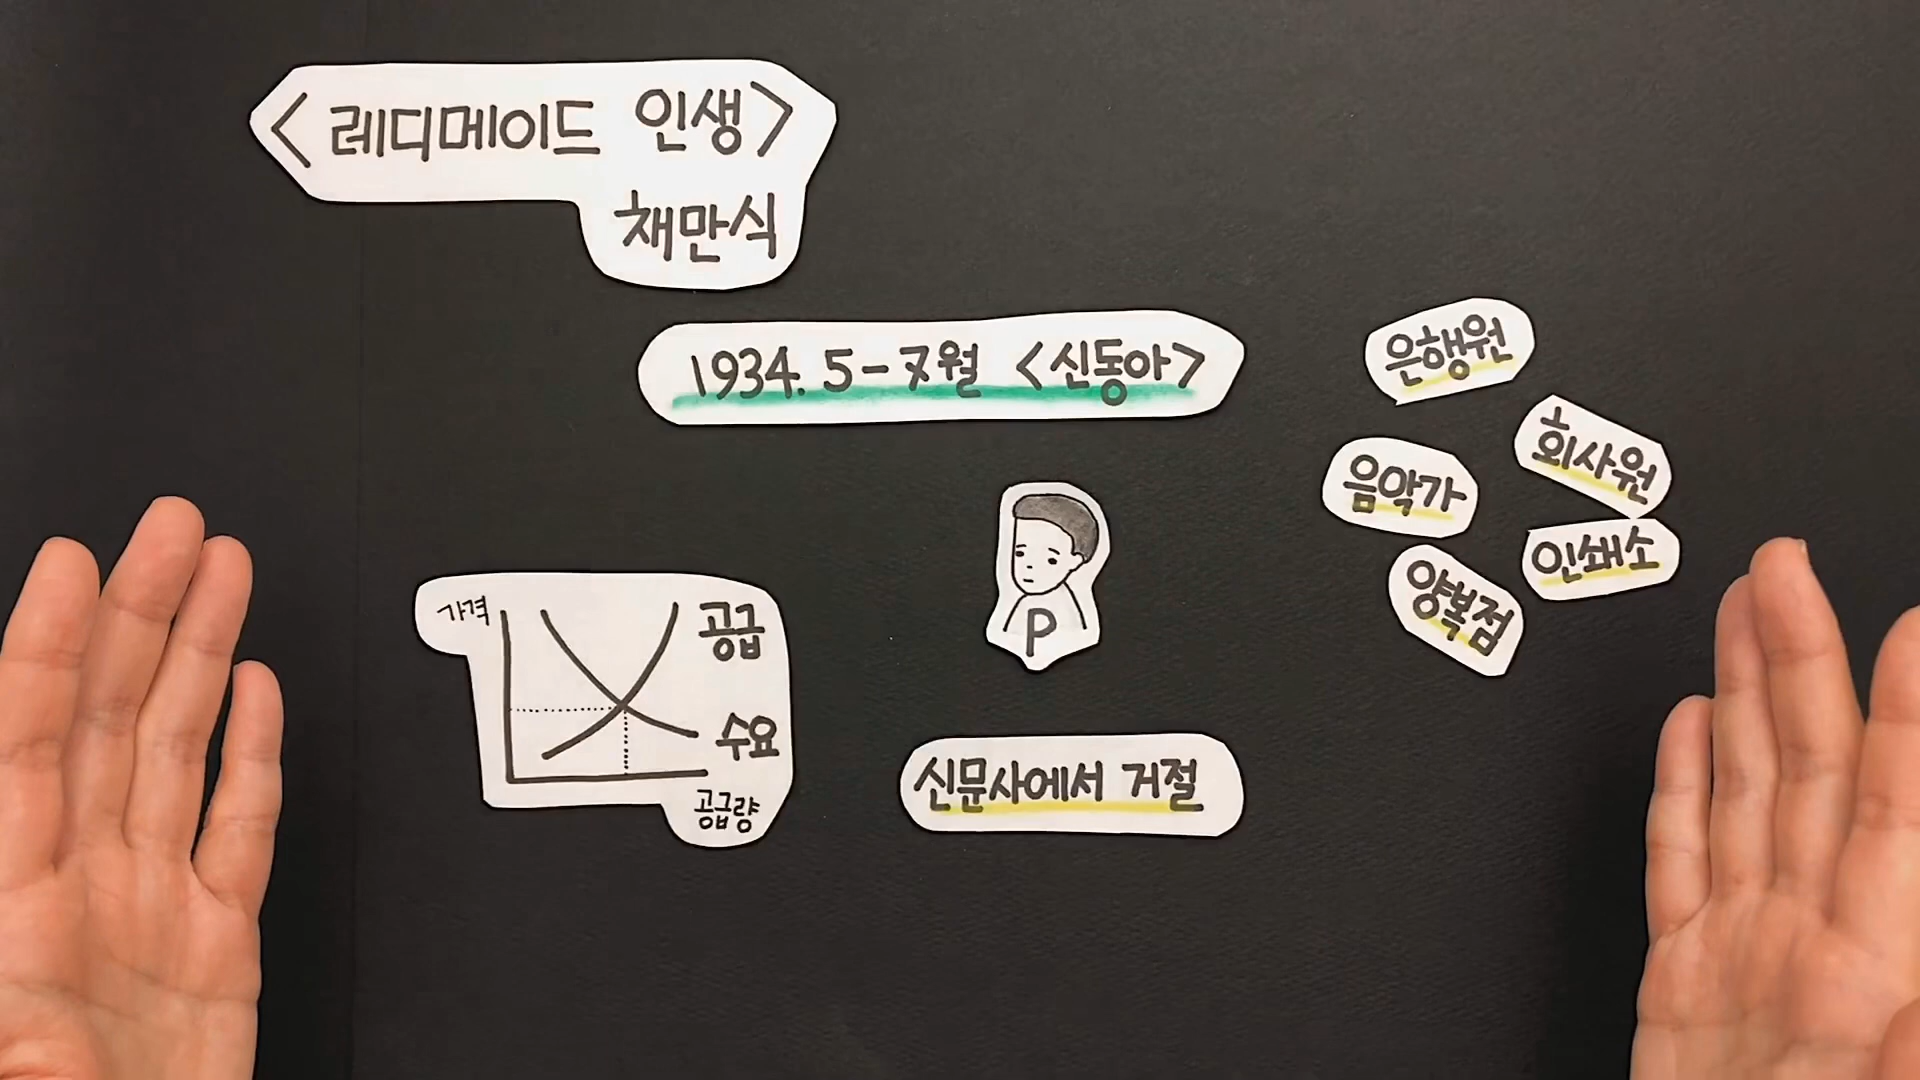 <레디메이드 인생>
채만식
1934. 5-7월 <신동아>
은행원
회사원
음악가
인쇄소
양복점
P
가격
공급
수요
공급량
신문사에서 거절